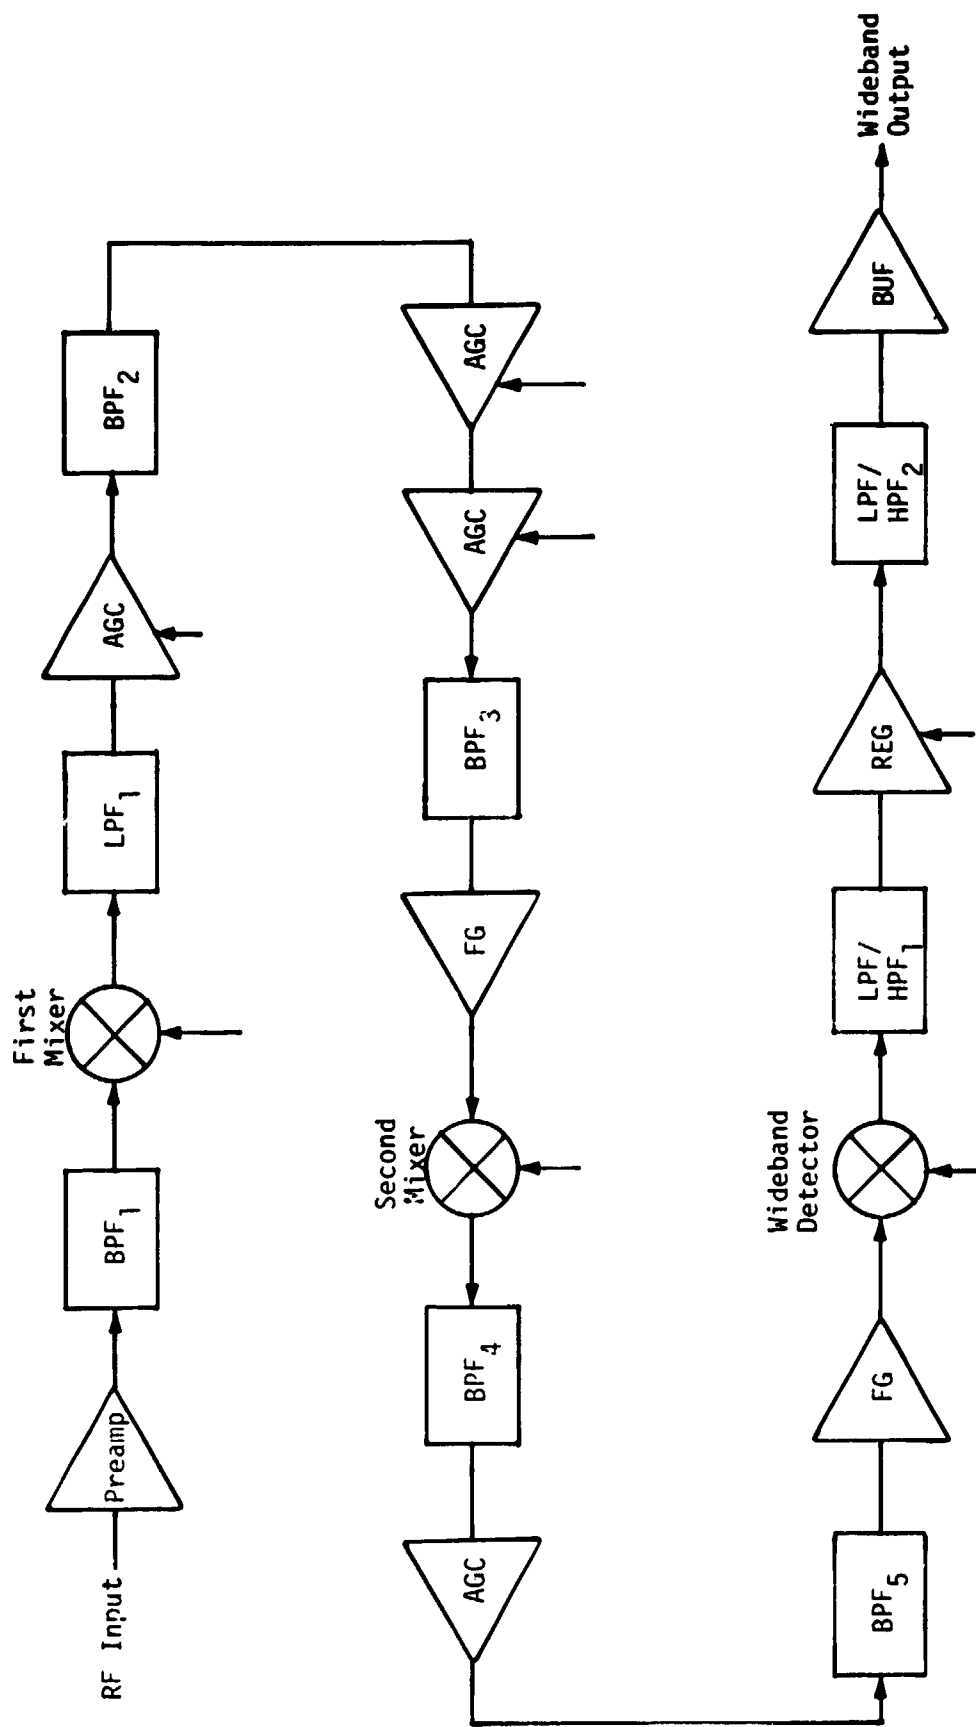 RF Input
Preamp
BPF1
First
Mixer
LPF1
AGC
BPF2
AGC
AGC
BPF3
FG
Second
Mixer
BPF4
AGC
BPF5
FG
Wideband
Detector
LPF/
HPF1
REG
LPF/
HPF2
BUF
Wideband
Output